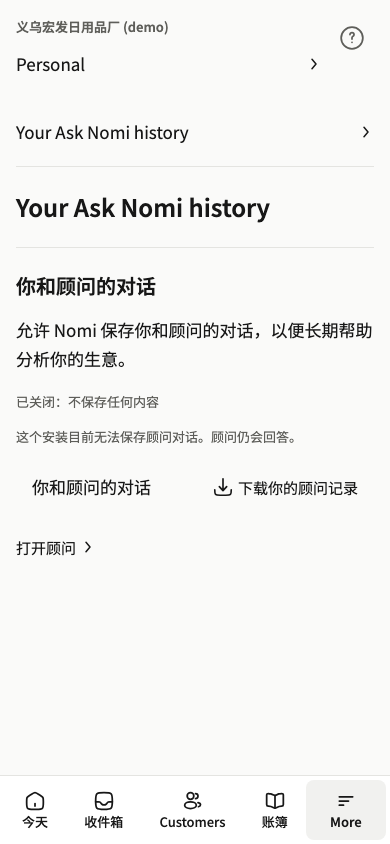 义乌宏发日用品厂 (demo)
Personal
Your Ask Nomi history
Your Ask Nomi history
你和顾问的对话
允许 Nomi 保存你和顾问的对话，以便长期帮助
分析你的生意。
已关闭：不保存任何内容
这个安装目前无法保存顾问对话。顾问仍会回答。
你和顾问的对话
下载你的顾问记录
打开顾问
今天
收件箱
Customers
账簿
More